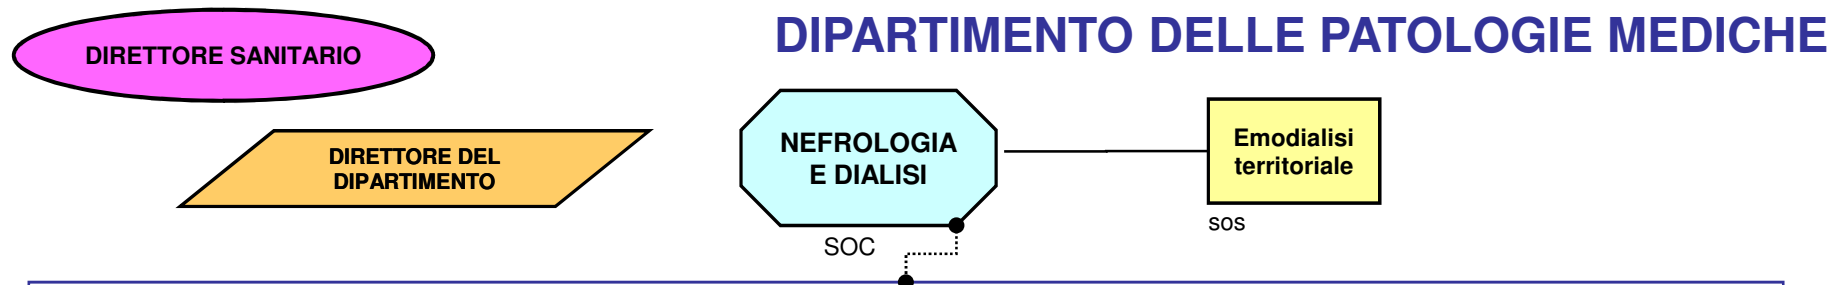 DIPARTIMENTO DELLE PATOLOGIE MEDICHE
DIRETTORE SANITARIO
DIRETTORE DEL
DIPARTIMENTO
NEFROLOGIA
E DIALISI
SOC
Emodialisi
territoriale
sos